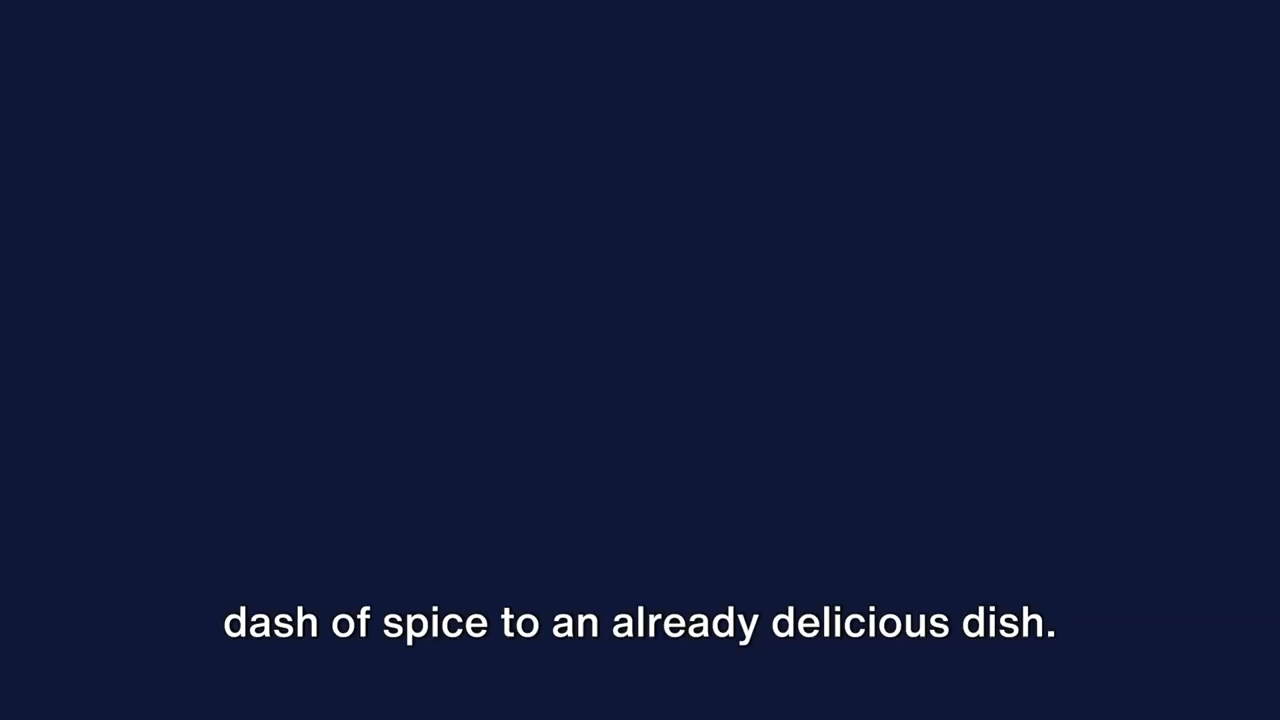 dash of spice to an already delicious dish.